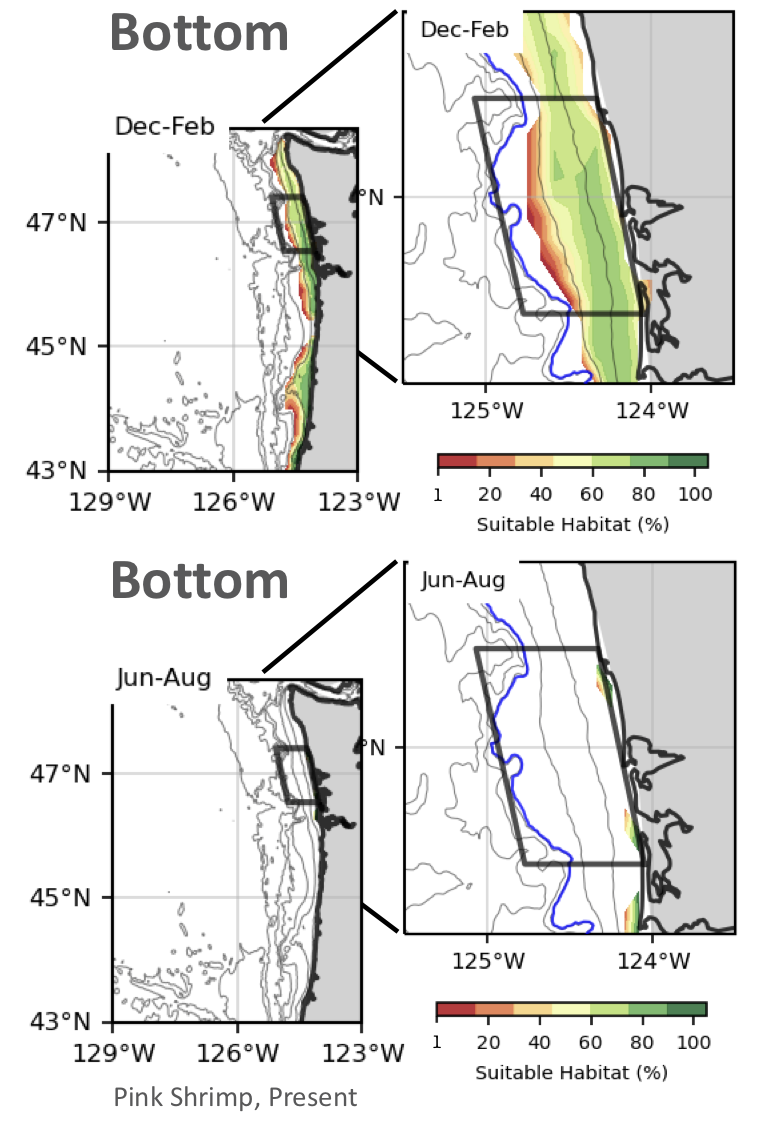 Bottom
Dec-Feb
Dec-Feb
47°N
45°N
43°N
129°W 126°W 123°W
°N
125°W 124°W
1 20 40 60 80 100
Suitable Habitat (%)
Bottom
Jun-Aug
Jun-Aug
47°N
45°N
43°N
129°W 126°W 123°W
°N
125°W 124°W
1 20 40 60 80 100
Suitable Habitat (%)
Pink Shrimp, Present